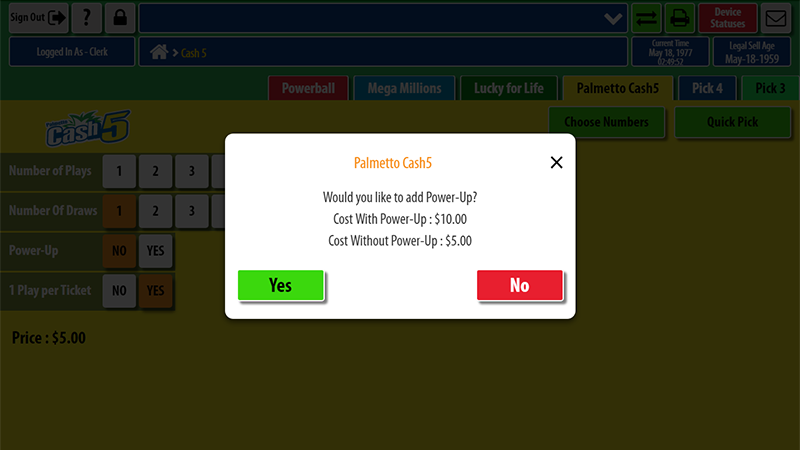 Sign Out
?
Device
Statuses
Logged In As - Clerk
> Cash 5
Current Time
May 18, 1977
02:49:52
Legal Sell Age
May-18-1959
Powerball
Mega Millions
Lucky for Life
Palmetto Cash5
Pick 4
Pick 3
Cash 5
Choose Numbers
Quick Pick
Number of Plays
1
2
3
Number Of Draws
1
2
3
Power-Up
NO
YES
1 Play per Ticket
NO
YES
Price : $5.00
Palmetto Cash5
Would you like to add Power-Up?
Cost With Power-Up : $10.00
Cost Without Power-Up : $5.00
Yes
No